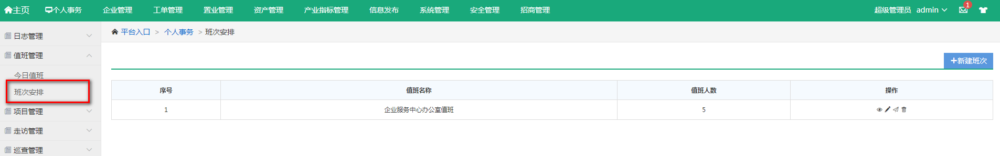 主页 个人事务 企业管理 工单管理 置业管理 资产管理 产业指标管理 信息发布 系统管理 安全管理 招商管理 超级管理员 admin 1
日志管理
值班管理
今日值班
班次安排
项目管理
走访管理
巡查管理
平台入口 > 个人事务 > 班次安排
+新建班次
序号 值班名称 值班人数 操作
1 企业服务中心办公室值班 5